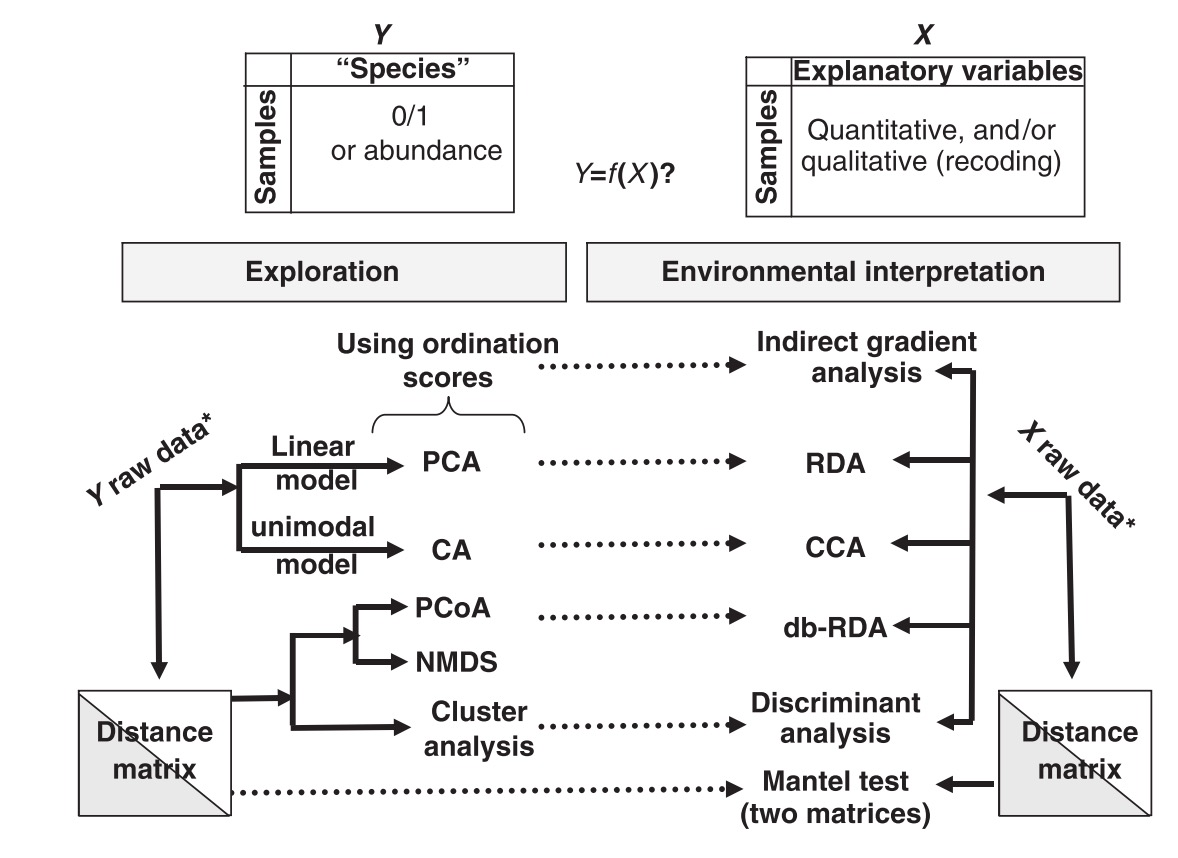 Y
X
“Species”
Explanatory variables
Samples
0/1
or abundance
Samples
Quantitative, and/or
qualitative (recoding)
Y=f(X)?
Exploration
Environmental interpretation
Using ordination
scores
Indirect gradient
analysis
Y raw data*
X raw data*
Linear
model
PCA
RDA
unimodal
model
CA
CCA
PCoA
db-RDA
NMDS
Cluster
analysis
Discriminant
analysis
Distance
matrix
Distance
matrix
Mantel test
(two matrices)